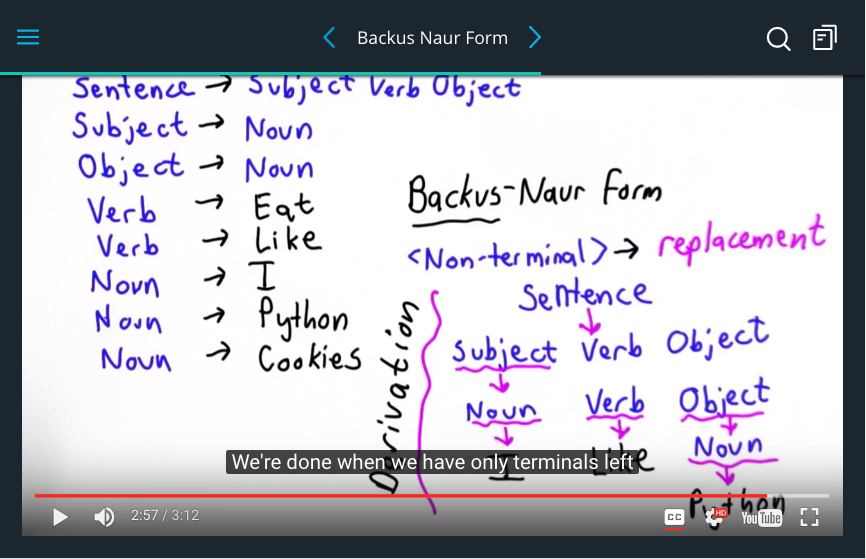 Backus Naur Form
Sentence → Subject Verb Object
Subject → Noun
Object → Noun
Verb → Eat
Verb → Like
Noun → I
Noun → Python
Noun → Cookies
Backus-Naur Form
<Non-terminal> → replacement
Derivation
Sentence
Subject Verb Object
Noun Verb Object
I Like Noun
Python
We're done when we have only terminals left
2:57 / 3:12
CC
HD
YouTube